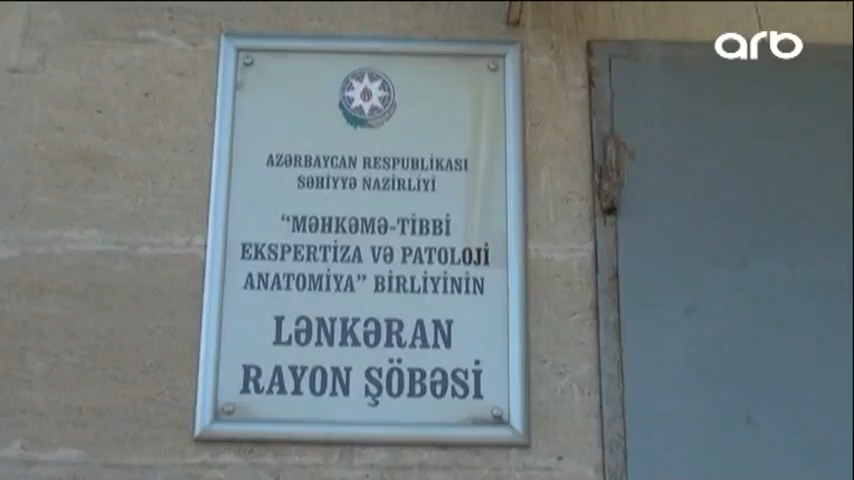 arb
AZƏRBAYCAN RESPUBLİKASI
SƏHİYYƏ NAZİRLİYİ
“MƏHKƏMƏ-TİBBİ
EKSPERTİZA VƏ PATOLOJİ
ANATOMİYA” BİRLİYİNİN
LƏNKƏRAN
RAYON ŞÖBƏSİ